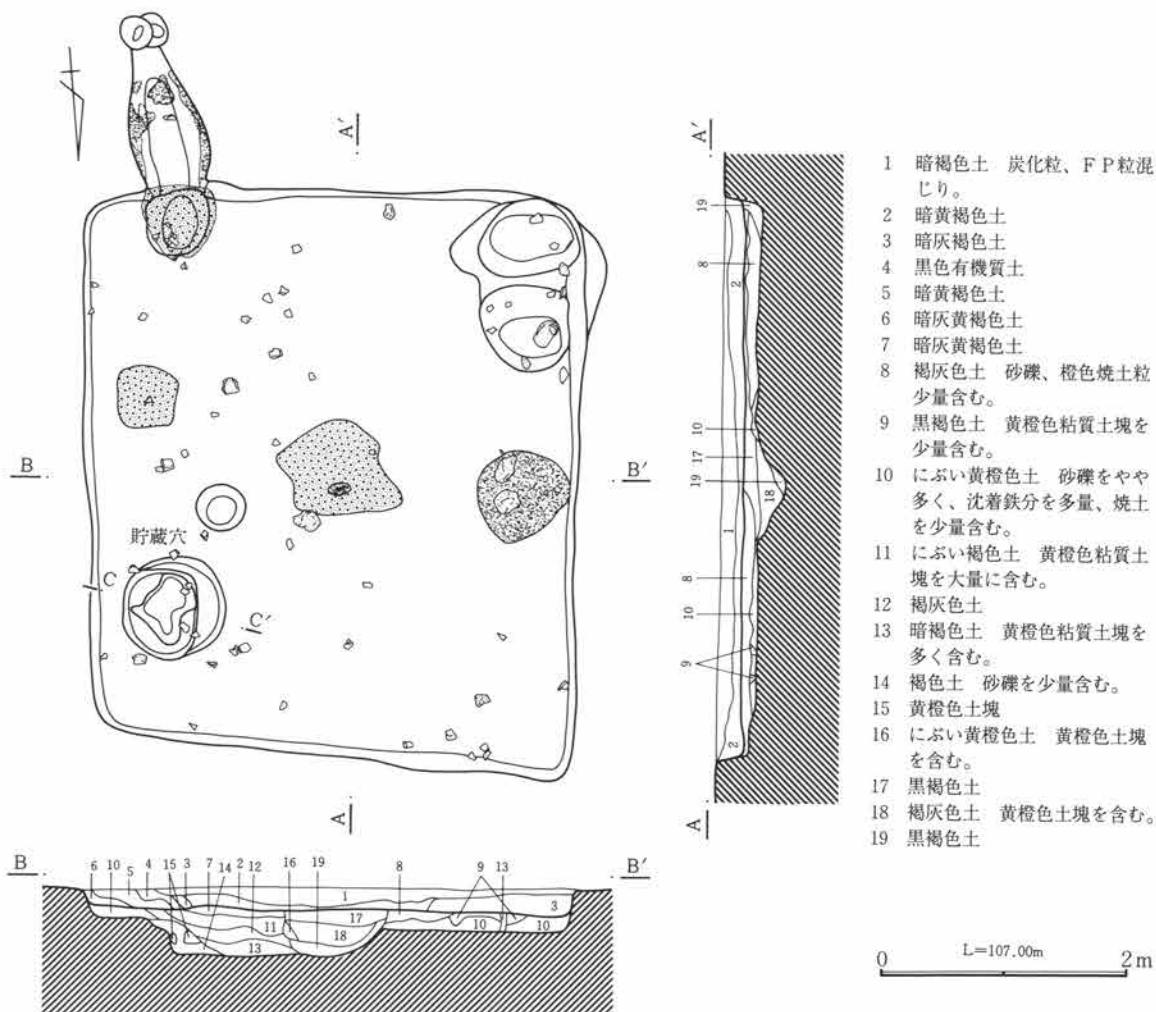 A′
A′
B
B′
貯蔵穴
C
C′
A
A
19
8
2
10
17
19
18
1
8
10
9
2
1 暗褐色土 炭化粒、FP粒混
じり。
2 暗黄褐色土
3 暗灰褐色土
4 黒色有機質土
5 暗黄褐色土
6 暗灰黄褐色土
7 暗灰黄褐色土
8 褐灰色土 砂礫、橙色焼土粒
少量含む。
9 黒褐色土 黄橙色粘質土塊を
少量含む。
10 にぶい黄橙色土 砂礫をやや
多く、沈着鉄分を多量、焼土
を少量含む。
11 にぶい褐色土 黄橙色粘質土
塊を大量に含む。
12 褐灰色土
13 暗褐色土 黄橙色粘質土塊を
多く含む。
14 褐色土 砂礫を少量含む。
15 黄橙色土塊
16 にぶい黄橙色土 黄橙色土塊
を含む。
17 黒褐色土
18 褐灰色土 黄橙色土塊を含む。
19 黒褐色土
B B′
6 10 5 4 15 3 7 14 2 12 16 19 8 9 13
1 3
11 17 10 10
18
13
L=107.00m
0 2m